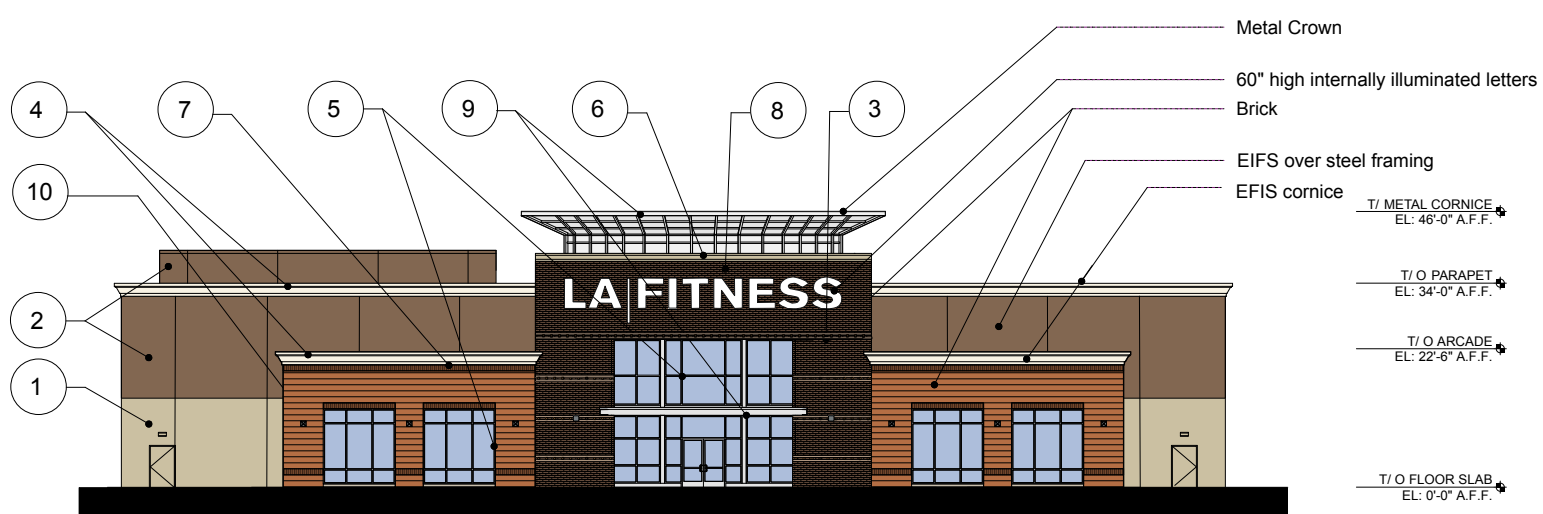 Metal Crown
60" high internally illuminated letters
Brick
EIFS over steel framing
EFIS cornice
4
7
5
9
6
8
3
10
2
1
LA|FITNESS
T/ METAL CORNICE
EL: 46'-0" A.F.F.
T/ O PARAPET
EL: 34'-0" A.F.F.
T/ O ARCADE
EL: 22'-6" A.F.F.
T/ O FLOOR SLAB
EL: 0'-0" A.F.F.